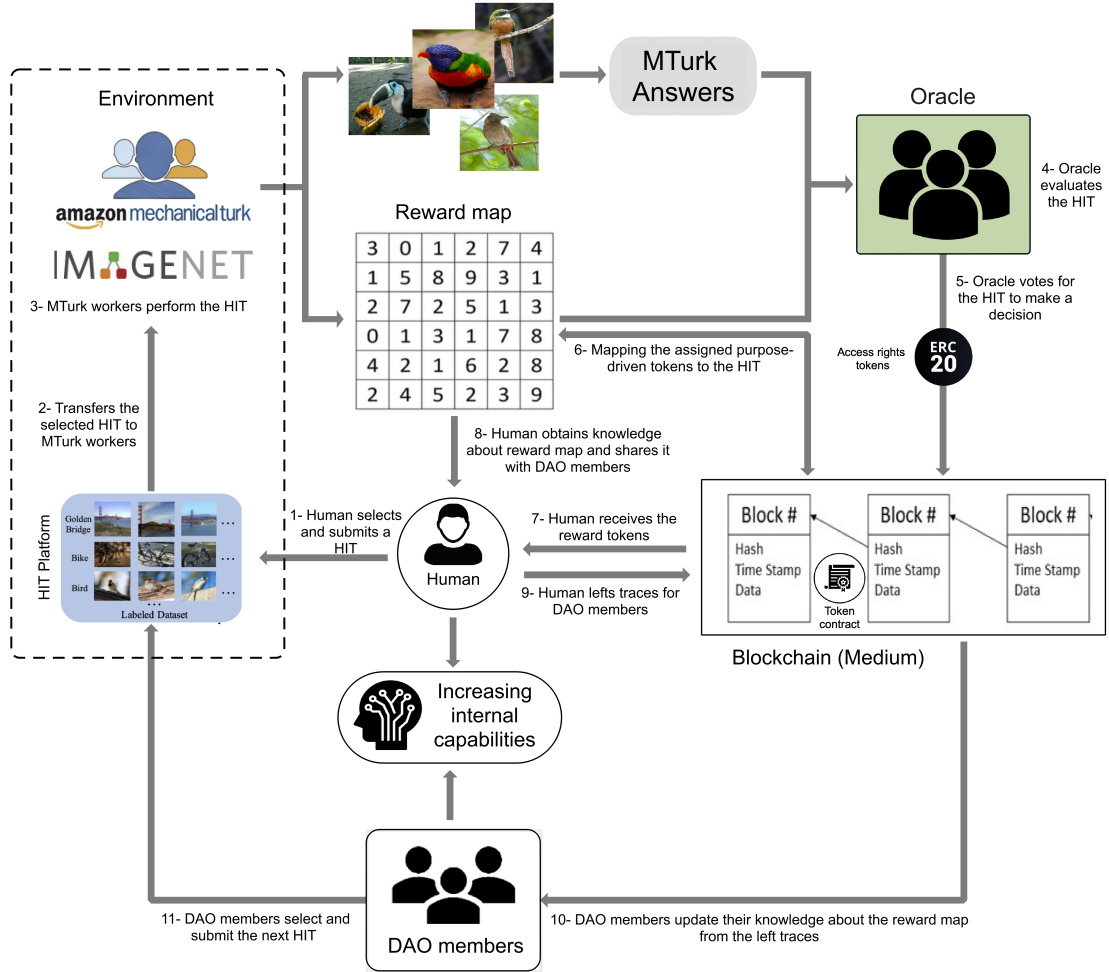 Environment
amazon mechanicalturk
IMAGENET
3- MTurk workers perform the HIT
2- Transfers the
selected HIT to
MTurk workers
HIT Platform
Golden
Bridge
...
Bike
...
Bird
...
...
Labeled Dataset
MTurk
Answers
Oracle
4- Oracle
evaluates
the HIT
5- Oracle votes for
the HIT to make a
decision
Access rights
tokens
ERC
20
Reward map
3 0 1 2 7 4
1 5 8 9 3 1
2 7 2 5 1 3
0 1 3 1 7 8
4 2 1 6 2 8
2 4 5 2 3 9
6- Mapping the assigned purpose-
driven tokens to the HIT
8- Human obtains knowledge
about reward map and shares it
with DAO members
1- Human selects
and submits a
HIT
Human
7- Human receives the
reward tokens
9- Human lefts traces for
DAO members
Block #
Hash
Time Stamp
Data
Token
contract
Block #
Hash
Time Stamp
Data
Block #
Hash
Time Stamp
Data
Blockchain (Medium)
Increasing
internal
capabilities
DAO members
11- DAO members select and
submit the next HIT
10- DAO members update their knowledge about the reward map
from the left traces